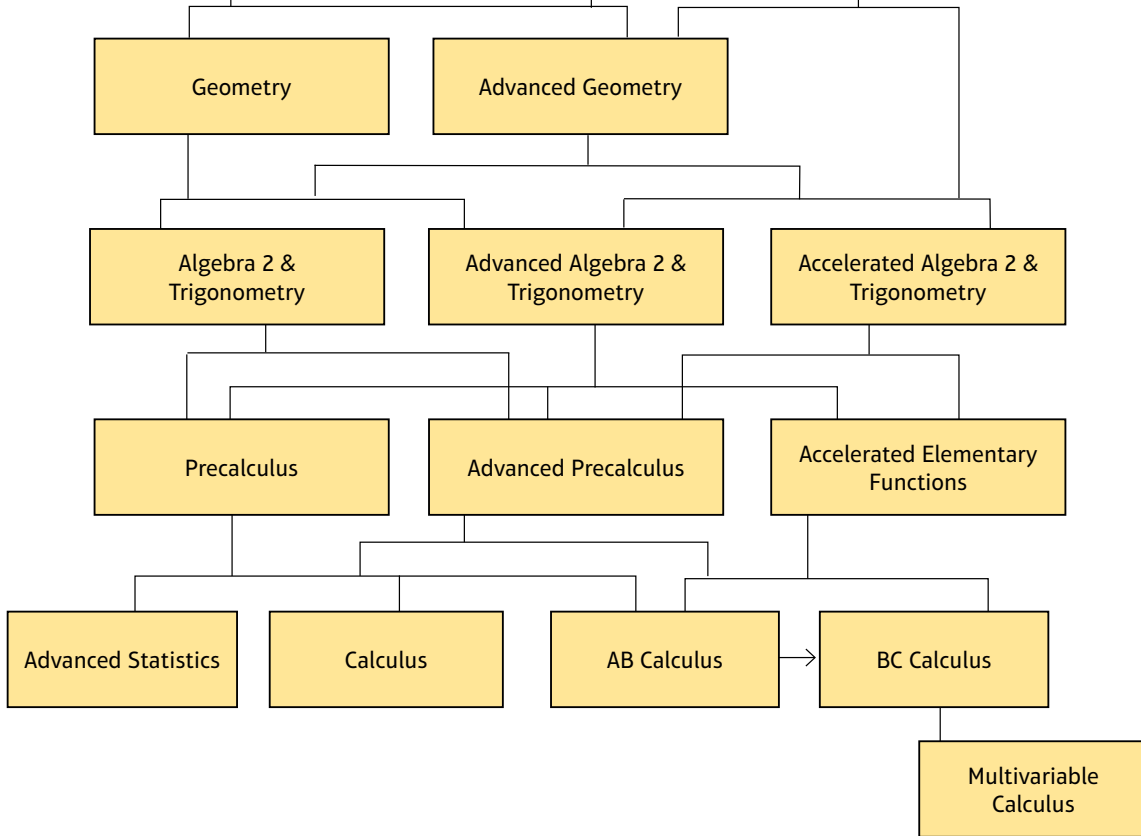 Geometry
Advanced Geometry
Algebra 2 &
Trigonometry
Advanced Algebra 2 &
Trigonometry
Accelerated Algebra 2 &
Trigonometry
Precalculus
Advanced Precalculus
Accelerated Elementary
Functions
Advanced Statistics
Calculus
AB Calculus
BC Calculus
Multivariable
Calculus